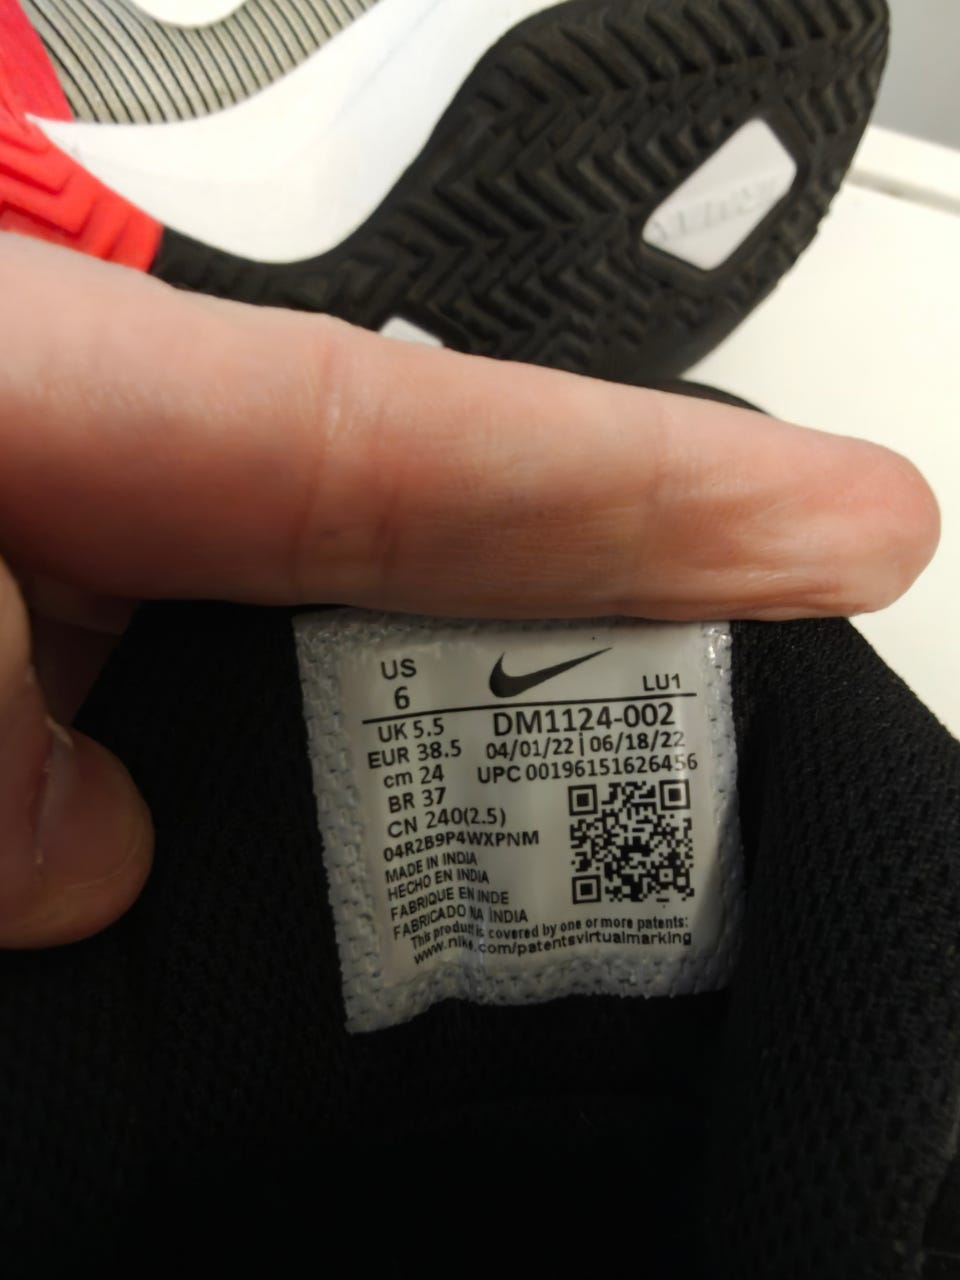 US
6
LU1
UK 5.5
EUR 38.5
cm 24
BR 37
CN 240(2.5)
DM1124-002
04/01/22 | 06/18/22
UPC 00196151626456
04R2B9P4WXPNM
MADE IN INDIA
HECHO EN INDIA
FABRIQUE EN INDE
FABRICADO NA INDIA
This product is covered by one or more patents:
www.nike.com/patentsvirtualmarking